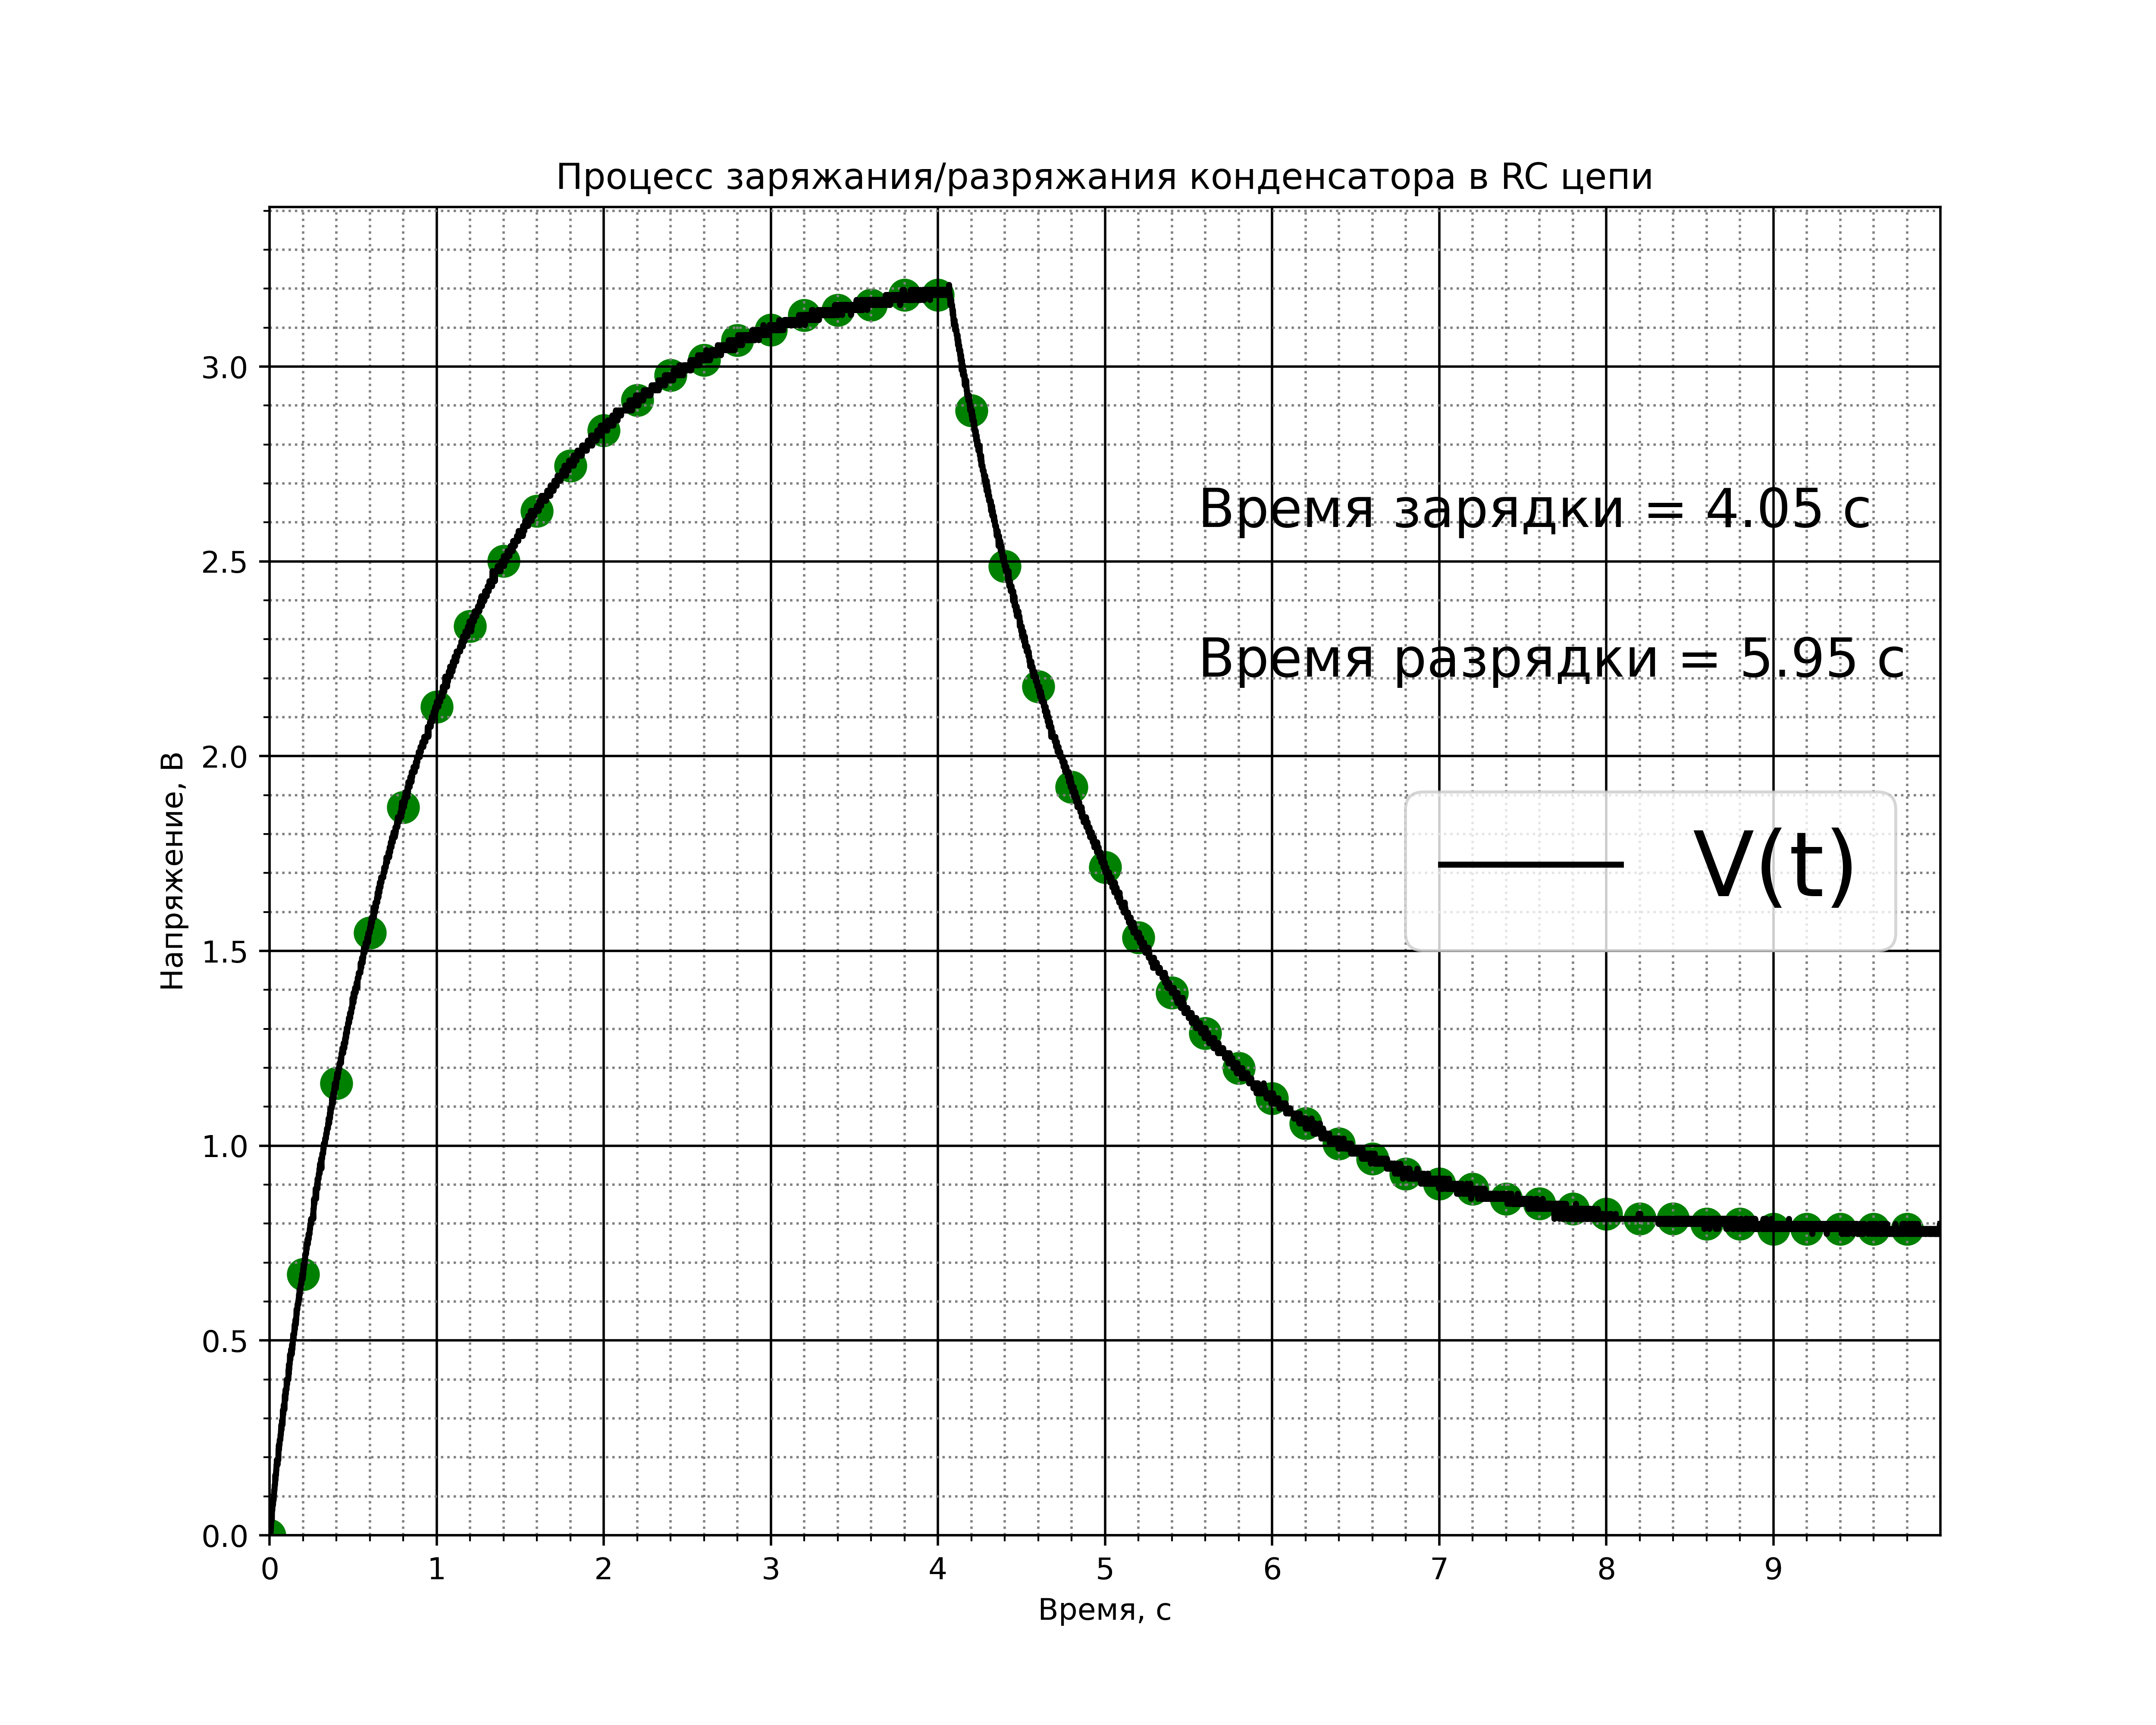 Процесс заряжания/разряжания конденсатора в RC цепи
Напряжение, В
3.0
2.5
2.0
1.5
1.0
0.5
0.0
Время зарядки = 4.05 с
Время разрядки = 5.95 с
V(t)
0 1 2 3 4 5 6 7 8 9
Время, с